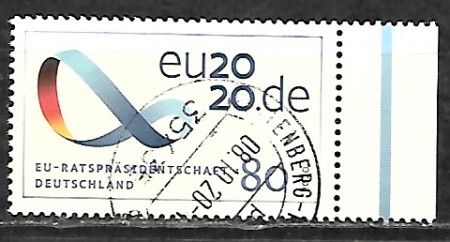 eu20
20.de
EU-RATSPRÄSIDENTSCHAFT
DEUTSCHLAND
80
08.10.20